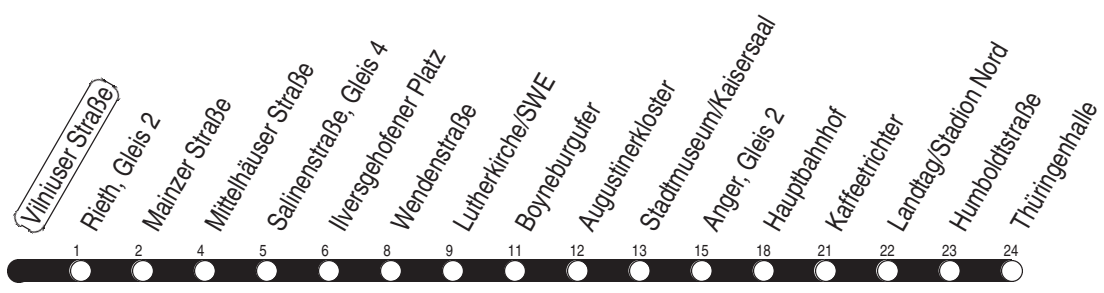 Vilniuser Straße
Rieth, Gleis 2
Mainzer Straße
Mittelhäuser Straße
Salinenstraße, Gleis 4
Ilversgehofener Platz
Wendenstraße
Lutherkirche/SWE
Boyneburgufer
Augustinerkloster
Stadtmuseum/Kaisersaal
Anger, Gleis 2
Hauptbahnhof
Kaffeetrichter
Landtag/Stadion Nord
Humboldtstraße
Thüringenhalle
1 2 4 5 6 8 9 11 12 13 15 18 21 22 23 24